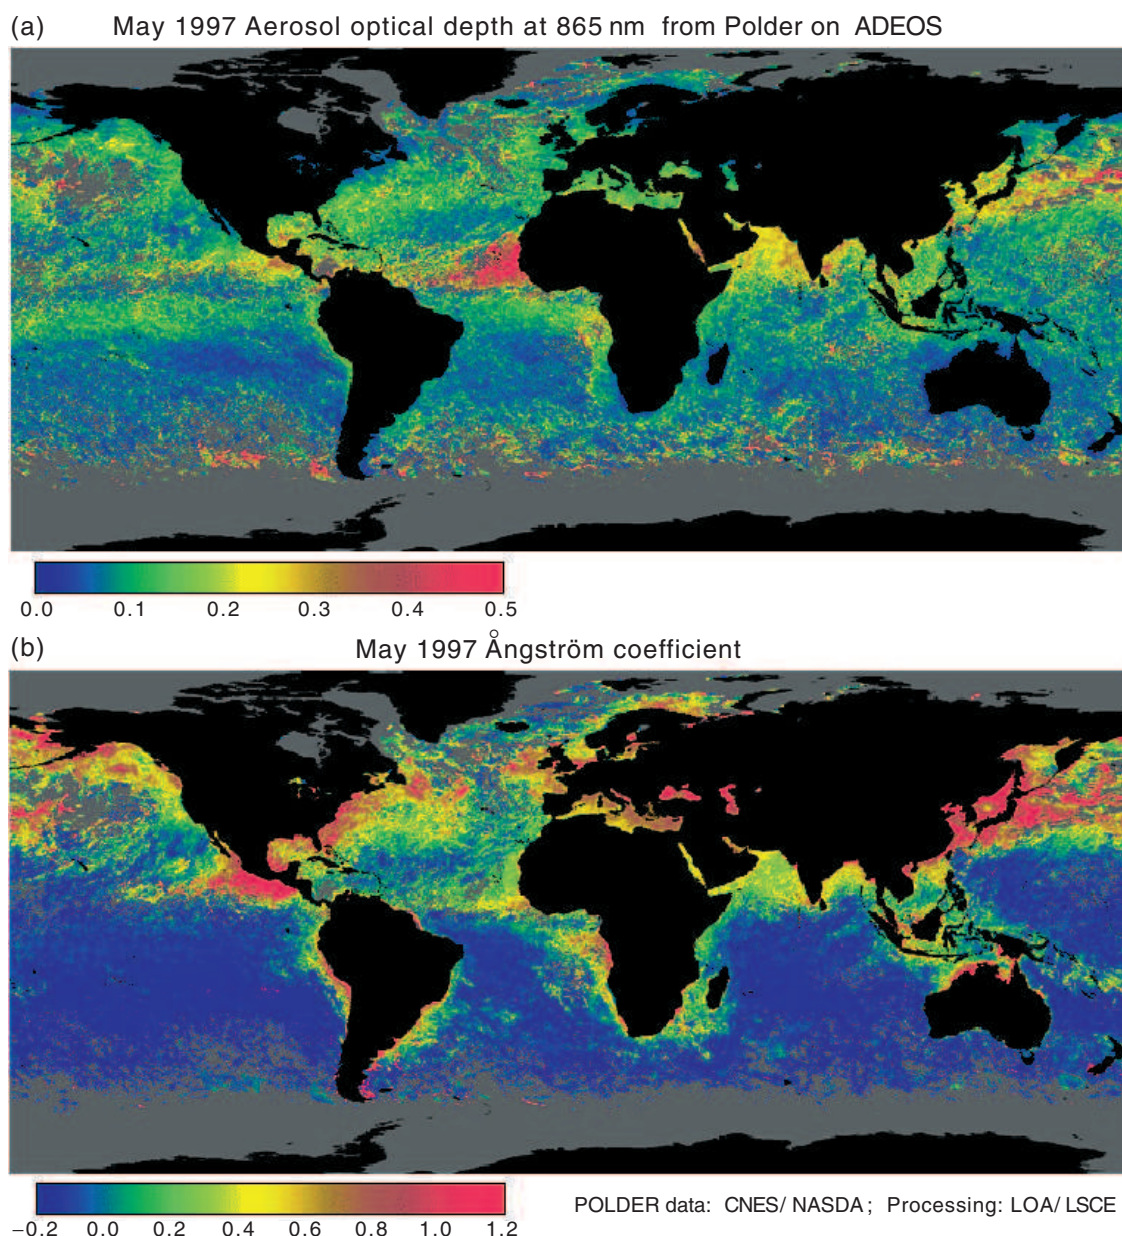 (a) May 1997 Aerosol optical depth at 865 nm from Polder on ADEOS
0.0 0.1 0.2 0.3 0.4 0.5
(b) May 1997 Ångström coefficient
−0.2 0.0 0.2 0.4 0.6 0.8 1.0 1.2
POLDER data: CNES/ NASDA ; Processing: LOA/ LSCE